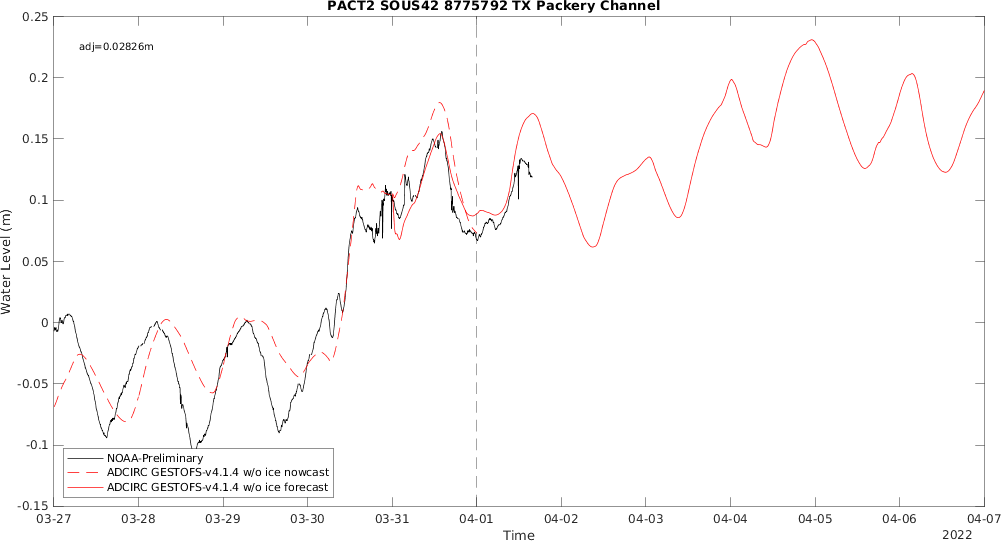 PACT2 SOUS42 8775792 TX Packery Channel
adj=0.02826m
Water Level (m)
0.25
0.2
0.15
0.1
0.05
0
-0.05
-0.1
-0.15
NOAA-Preliminary
ADCIRC GESTOFS-v4.1.4 w/o ice nowcast
ADCIRC GESTOFS-v4.1.4 w/o ice forecast
03-27 03-28 03-29 03-30 03-31 04-01 04-02 04-03 04-04 04-05 04-06 04-07
Time
2022